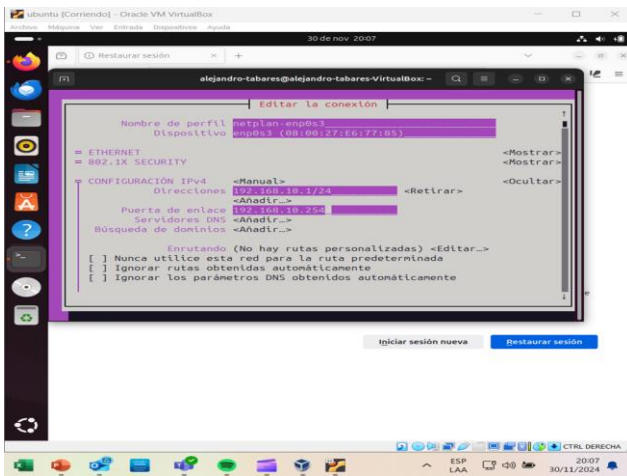 ubuntu [Corriendo] - Oracle VM VirtualBox
Archivo Máquina Ver Entrada Dispositivos Ayuda
30 de nov 20:07
Restaurar sesión
alejandro-tabares@alejando-tabares-VirtualBox: ~
Editar la conexión
Nombre de perfil netplan-enp0s3
Dispositivo enp0s3 (08:00:27:E6:77:85)
= ETHERNET <Mostrar>
= 802.1X SECURITY <Mostrar>
CONFIGURACIÓN IPv4 <Manual> <Ocultar>
Direcciones 192.168.10.1/24 <Retirar>
<Añadir…>
Puerta de enlace 192.168.10.254
Servidores DNS <Añadir…>
Búsqueda de dominios <Añadir…>
Enrutando (No hay rutas personalizadas) <Editar…>
[ ] Nunca utilice esta red para la ruta predeterminada
[ ] Ignorar rutas obtenidas automáticamente
[ ] Ignorar los parámetros DNS obtenidos automáticamente
Iniciar sesión nueva Restaurar sesión
CTRL DERECHA
ESP
LAA
20:07
30/11/2024